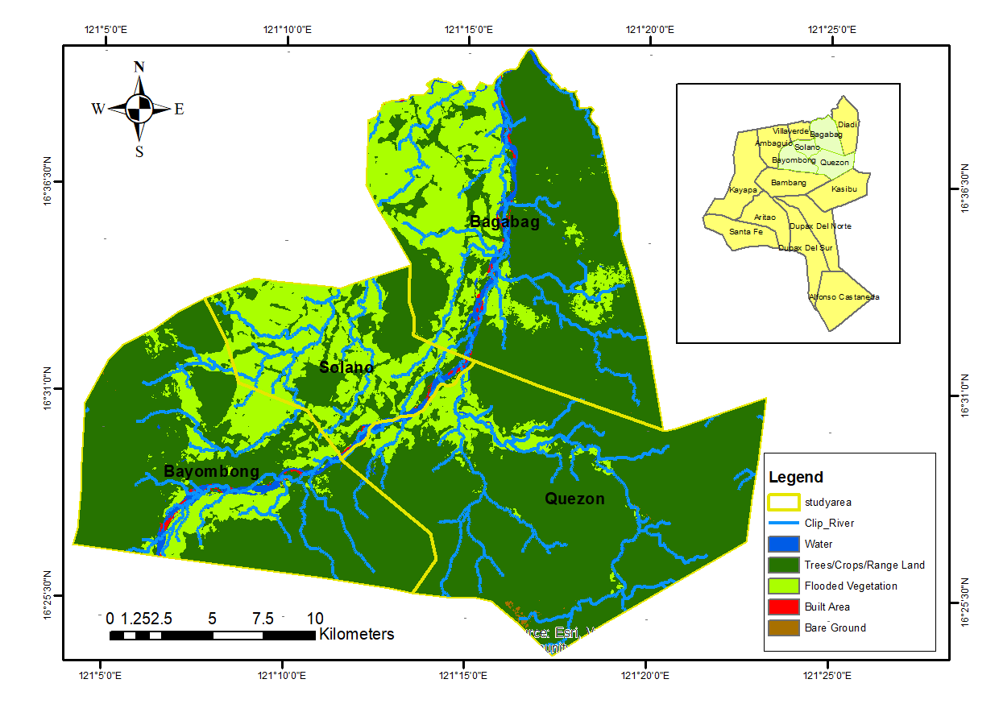 121°5'0"E 121°10'0"E 121°15'0"E 121°20'0"E 121°25'0"E
N
W E
S
16°36'30"N
16°31'0"N
16°25'30"N
16°36'30"N
16°31'0"N
16°25'30"N
Diadi
Villaverde
Bagabag
Ambaguio
Solano
Bayombong
Quezon
Bambang
Kayapa
Kasibu
Aritao
Dupax Del Norte
Santa Fe
Dupax Del Sur
Alfonso Castaneda
Bagabag
Solano
Bayombong
Quezon
Legend
studyarea
Clip_River
Water
Trees/Crops/Range Land
Flooded Vegetation
Built Area
Bare Ground
0 1.25 2.5 5 7.5 10
Kilometers
Esri,
121°5'0"E 121°10'0"E 121°15'0"E 121°20'0"E 121°25'0"E